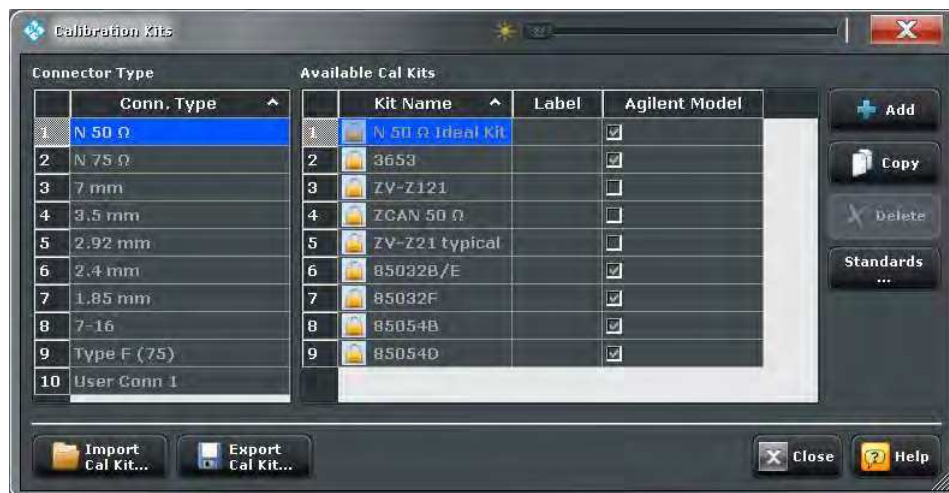 Calibration Kits
Connector Type
Available Cal Kits
Conn. Type
1 N 50 Ω
2 N 75 Ω
3 7 mm
4 3.5 mm
5 2.92 mm
6 2.4 mm
7 1.85 mm
8 7-16
9 Type F (75)
10 User Conn 1
Kit Name Label Agilent Model
1 N 50 Ω Ideal Kit
2 3653
3 ZV-Z121
4 ZCAN 50 Ω
5 ZV-Z21 typical
6 85032B/E
7 85032F
8 85054B
9 85054D
Add
Copy
Delete
Standards
...
Import
Cal Kit...
Export
Cal Kit...
Close
Help